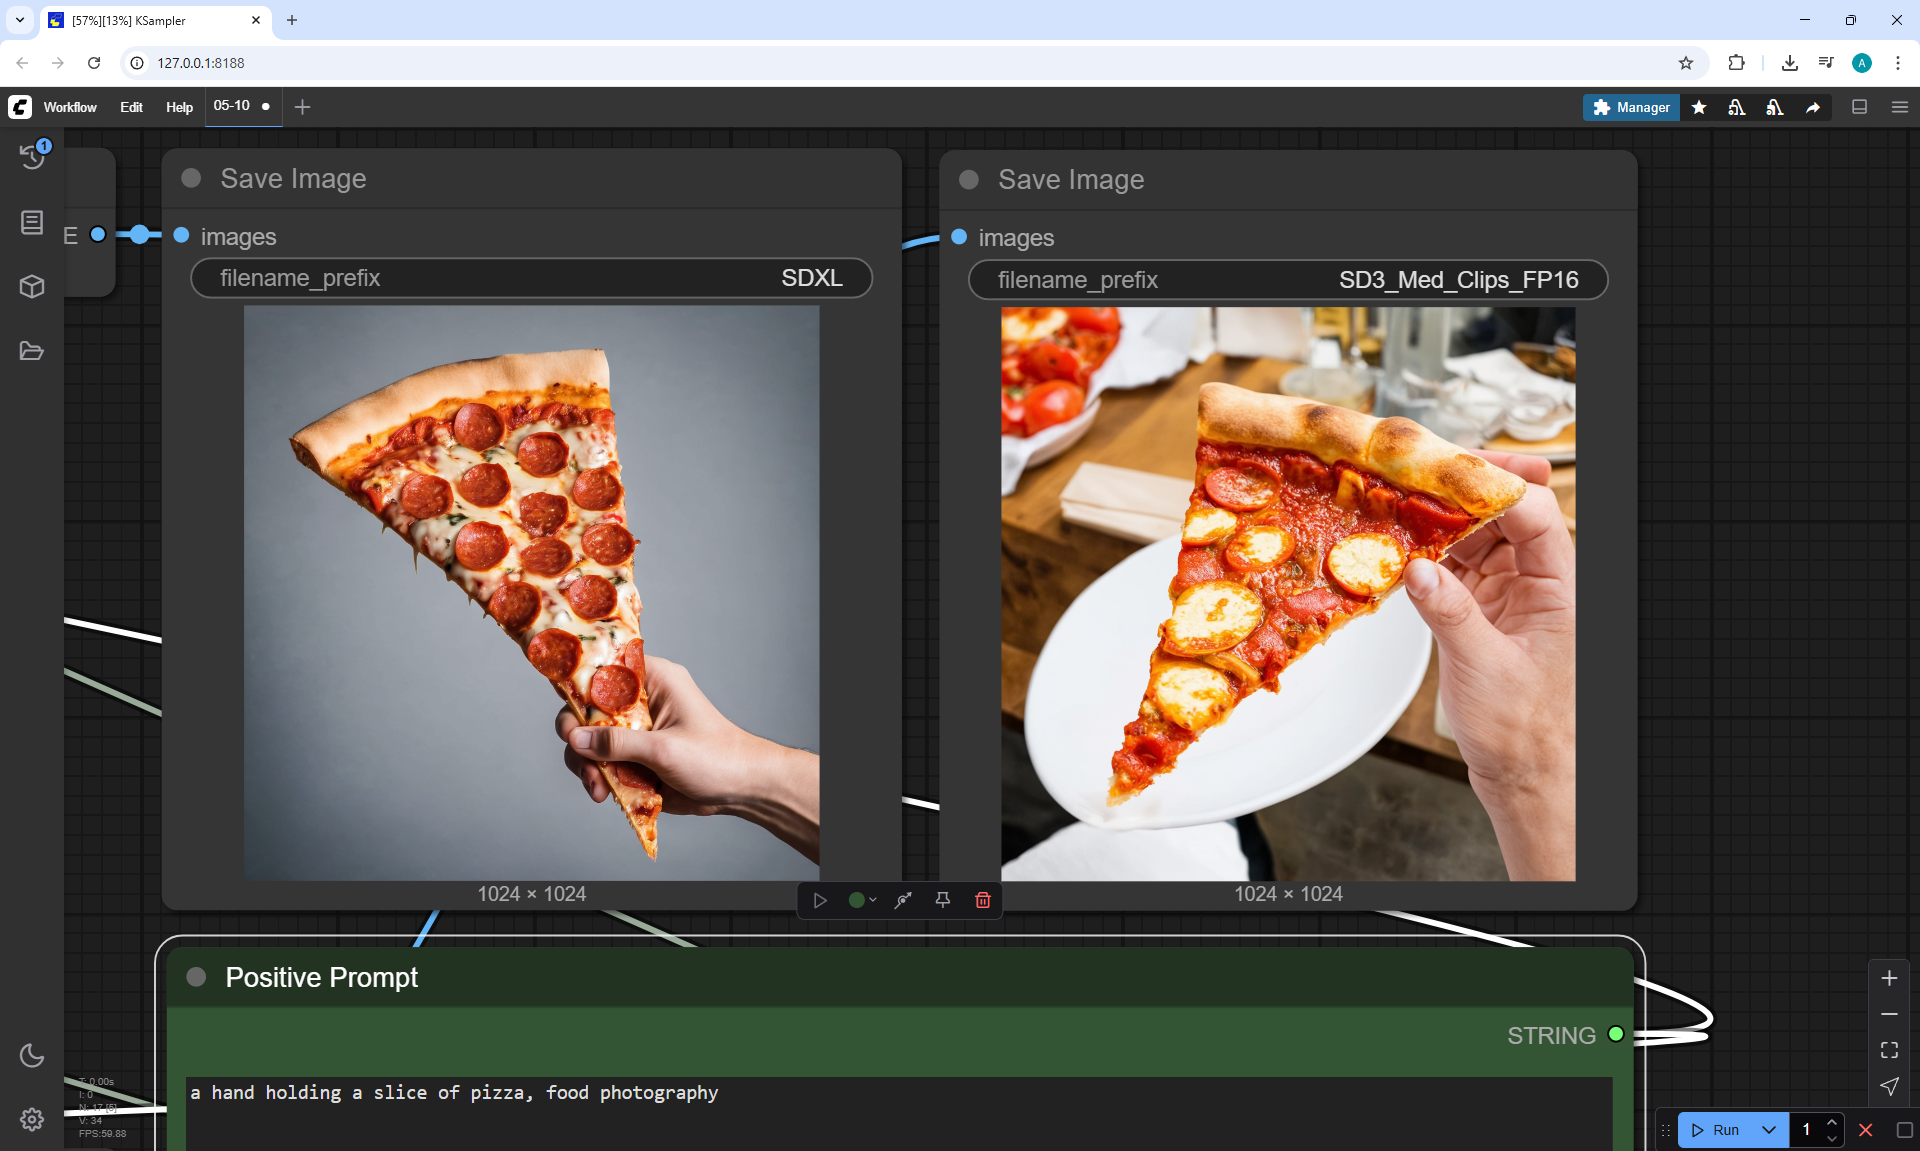 [57%][13%] KSampler
127.0.0.1:8188
Workflow Edit Help 05-10
Manager
1
Save Image
Save Image
E
images
images
filename_prefix SDXL
filename_prefix SD3_Med_Clips_FP16
1024 × 1024
1024 × 1024
Positive Prompt
STRING
a hand holding a slice of pizza, food photography
T: 0.00s
I: 0
N: 17 [5]
V: 34
FPS:59.88
Run 1
A